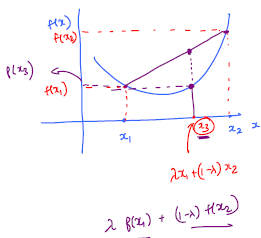 f(x)
f(x₂)
f(x₃)
f(x₁)
x₁
x₃
x₂
x
λx₁+(1-λ)x₂
λ f(x₁) + (1-λ) f(x₂)